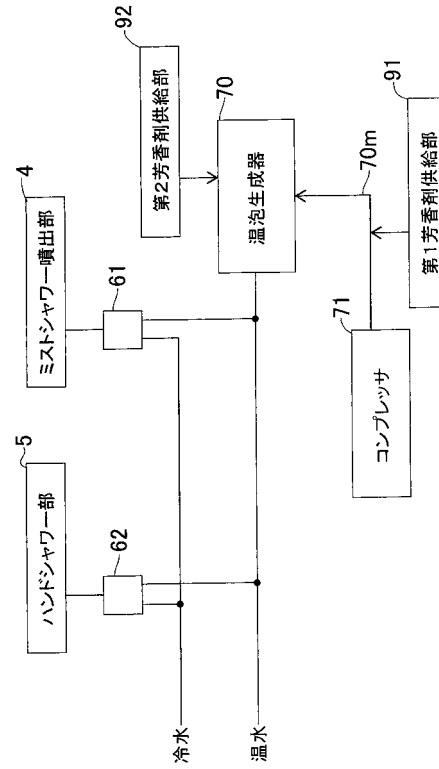 ハンドシャワー部
5
ミストシャワー噴出部
4
62
61
第2芳香剤供給部
92
冷水
温水
温泡生成器
70
コンプレッサ
71
70m
第1芳香剤供給部
91